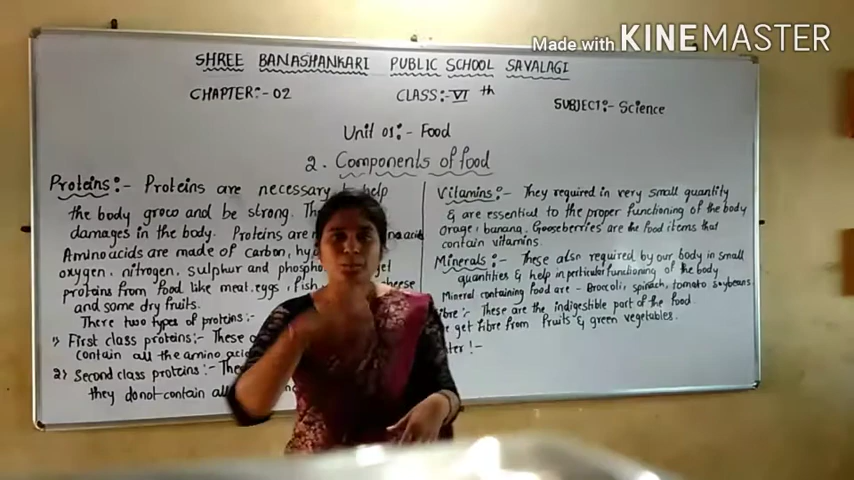 Made with KINEMASTER
SHREE BANASHANKARI PUBLIC SCHOOL SAVALAGI
CHAPTER:- 02 CLASS:- VI th SUBJECT:- Science
Unit 01:- Food
2. Components of food
Proteins:- Proteins are necessary to help
the body grow and be strong.
damages in the body. Proteins are
Aminoacids are made of carbon,
oxygen, nitrogen, sulphur and
proteins from food like meat, eggs, fish,
and some dry fruits.
There two types of proteins:-
1) First class proteins:- These
contain all the amino
2) Second class proteins:-
they donot contain
Vitamins:- They required in very small quantity
& are essential to the proper functioning of the body
Orage, banang, Gooseberries are the food items that
contain vitamins.
Minerals:- These also required by our body in small
quantities & help in perticular functioning of the body
Mineral containing food are - Broccoli, spinach, tomato soybeans.
These are the indigestible part of the food.
get fibre from fruits & green vegetables.